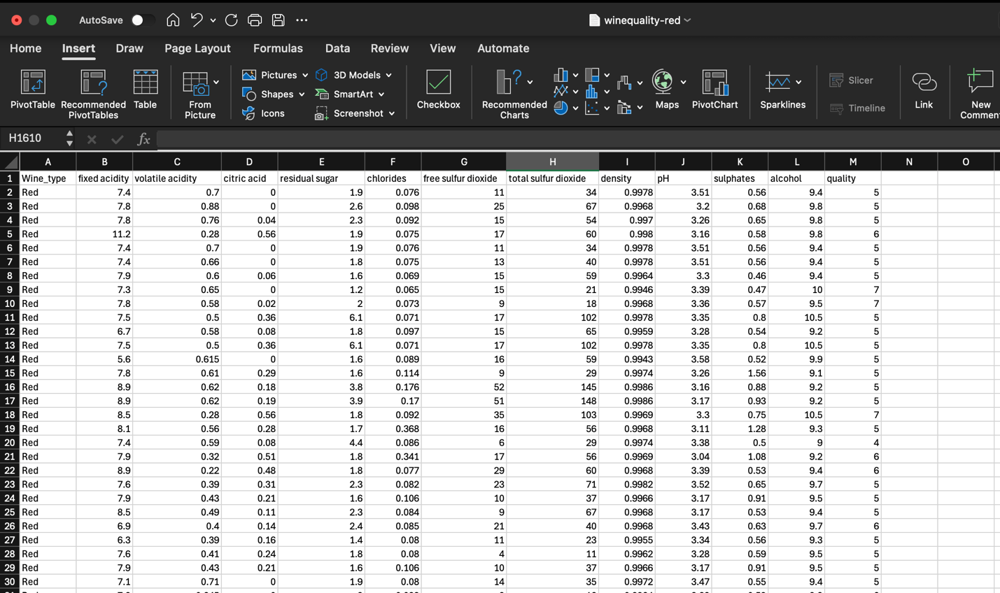 AutoSave winequality-red
Home Insert Draw Page Layout Formulas Data Review View Automate
Pictures 3D Models Slicer
Shapes SmartArt
PivotTable Recommended PivotTables Table From Picture Icons Screenshot Checkbox Recommended Charts Maps PivotChart Sparklines Timeline Link New Commen
H1610 fx
A B C D E F G H I J K L M N O
1 Wine_type fixed acidity volatile acidity citric acid residual sugar chlorides free sulfur dioxide total sulfur dioxide density pH sulphates alcohol quality
2 Red 7.4 0.7 0 1.9 0.076 11 34 0.9978 3.51 0.56 9.4 5
3 Red 7.8 0.88 0 2.6 0.098 25 67 0.9968 3.2 0.68 9.8 5
4 Red 7.8 0.76 0.04 2.3 0.092 15 54 0.997 3.26 0.65 9.8 5
5 Red 11.2 0.28 0.56 1.9 0.075 17 60 0.998 3.16 0.58 9.8 6
6 Red 7.4 0.7 0 1.9 0.076 11 34 0.9978 3.51 0.56 9.4 5
7 Red 7.4 0.66 0 1.8 0.075 13 40 0.9978 3.51 0.56 9.4 5
8 Red 7.9 0.6 0.06 1.6 0.069 15 59 0.9964 3.3 0.46 9.4 5
9 Red 7.3 0.65 0 1.2 0.065 15 21 0.9946 3.39 0.47 10 7
10 Red 7.8 0.58 0.02 2 0.073 9 18 0.9968 3.36 0.57 9.5 7
11 Red 7.5 0.5 0.36 6.1 0.071 17 102 0.9978 3.35 0.8 10.5 5
12 Red 6.7 0.58 0.08 1.8 0.097 15 65 0.9959 3.28 0.54 9.2 5
13 Red 7.5 0.5 0.36 6.1 0.071 17 102 0.9978 3.35 0.8 10.5 5
14 Red 5.6 0.615 0 1.6 0.089 16 59 0.9943 3.58 0.52 9.9 5
15 Red 7.8 0.61 0.29 1.6 0.114 9 29 0.9974 3.26 1.56 9.1 5
16 Red 8.9 0.62 0.18 3.8 0.176 52 145 0.9986 3.16 0.88 9.2 5
17 Red 8.9 0.62 0.19 3.9 0.17 51 148 0.9986 3.17 0.93 9.2 5
18 Red 8.5 0.28 0.56 1.8 0.092 35 103 0.9969 3.3 0.75 10.5 7
19 Red 8.1 0.56 0.28 1.7 0.368 16 56 0.9968 3.11 1.28 9.3 5
20 Red 7.4 0.59 0.08 4.4 0.086 6 29 0.9974 3.38 0.5 9 4
21 Red 7.9 0.32 0.51 1.8 0.341 17 56 0.9969 3.04 1.08 9.2 6
22 Red 8.9 0.22 0.48 1.8 0.077 29 60 0.9968 3.39 0.53 9.4 6
23 Red 7.6 0.39 0.31 2.3 0.082 23 71 0.9982 3.52 0.65 9.7 5
24 Red 7.9 0.43 0.21 1.6 0.106 10 37 0.9966 3.17 0.91 9.5 5
25 Red 8.5 0.49 0.11 2.3 0.084 9 67 0.9968 3.17 0.53 9.4 5
26 Red 6.9 0.4 0.14 2.4 0.085 21 40 0.9968 3.43 0.63 9.7 6
27 Red 6.3 0.39 0.16 1.4 0.08 11 23 0.9955 3.34 0.56 9.3 5
28 Red 7.6 0.41 0.24 1.8 0.08 4 11 0.9962 3.28 0.59 9.5 5
29 Red 7.9 0.43 0.21 1.6 0.106 10 37 0.9966 3.17 0.91 9.5 5
30 Red 7.1 0.71 0 1.9 0.08 14 35 0.9972 3.47 0.55 9.4 5